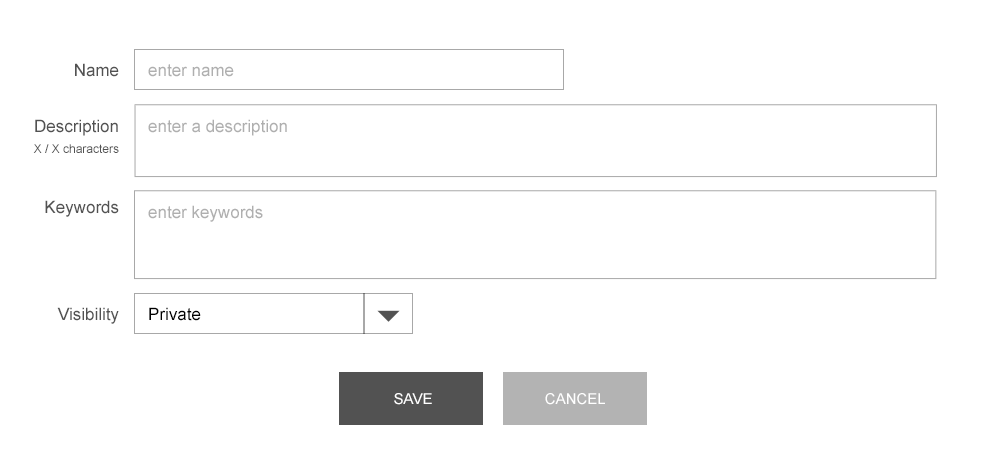 Name
enter name
Description
enter a description
X / X characters
Keywords
enter keywords
Visibility
Private
SAVE
CANCEL